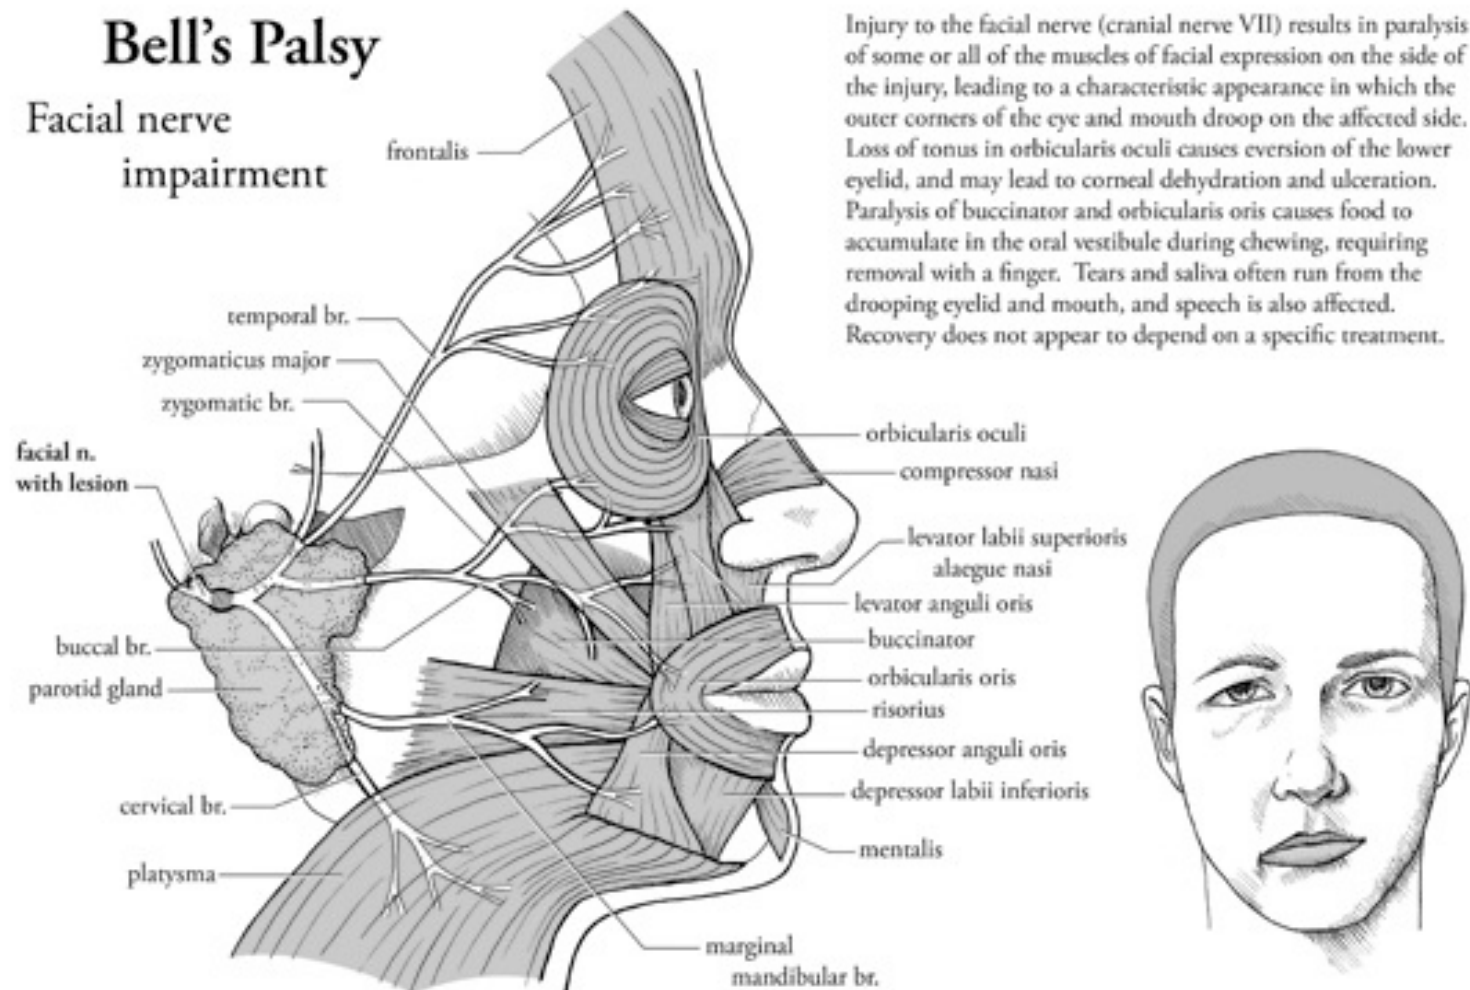 Bell's Palsy
Facial nerve
impairment
Injury to the facial nerve (cranial nerve VII) results in paralysis
of some or all of the muscles of facial expression on the side of
the injury, leading to a characteristic appearance in which the
outer corners of the eye and mouth droop on the affected side.
Loss of tonus in orbicularis oculi causes eversion of the lower
eyelid, and may lead to corneal dehydration and ulceration.
Paralysis of buccinator and orbicularis oris causes food to
accumulate in the oral vestibule during chewing, requiring
removal with a finger. Tears and saliva often run from the
drooping eyelid and mouth, and speech is also affected.
Recovery does not appear to depend on a specific treatment.
frontalis
temporal br.
zygomaticus major
zygomatic br.
facial n.
with lesion
buccal br.
parotid gland
cervical br.
platysma
orbicularis oculi
compressor nasi
levator labii superioris
alaegue nasi
levator anguli oris
buccinator
orbicularis oris
risorius
depressor anguli oris
depressor labii inferioris
mentalis
marginal
mandibular br.